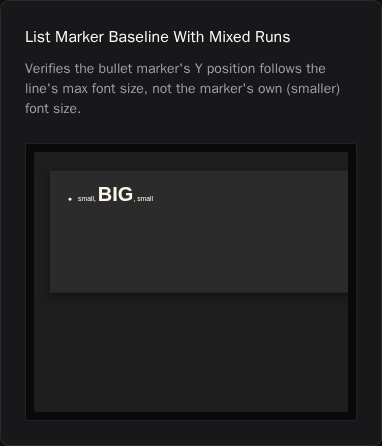 List Marker Baseline With Mixed Runs
Verifies the bullet marker's Y position follows the
line's max font size, not the marker's own (smaller)
font size.
• small, BIG, small